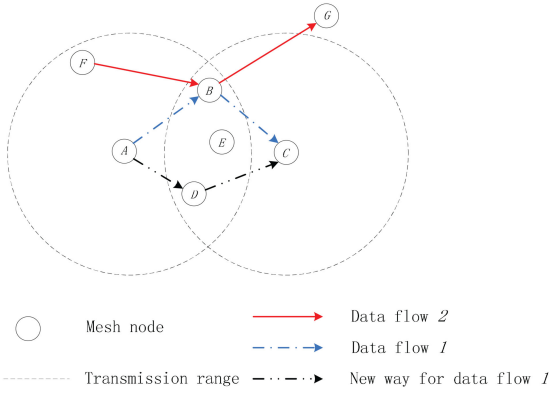 G
F
B
E
A
C
D
Data flow 2
Mesh node
Data flow 1
Transmission range
New way for data flow 1